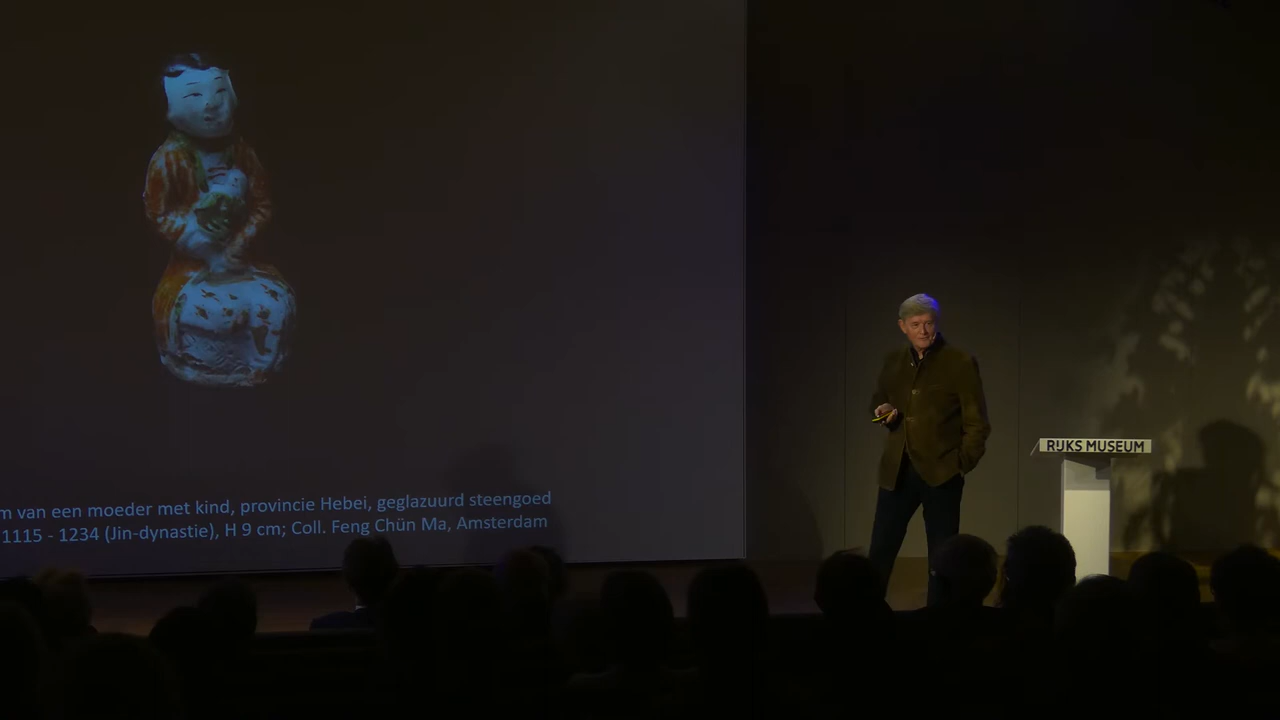 m van een moeder met kind, provincie Hebei, geglazuurd steengoed
1115 - 1234 (Jin-dynastie), H 9 cm; Coll. Feng Chün Ma, Amsterdam
RIJKS MUSEUM